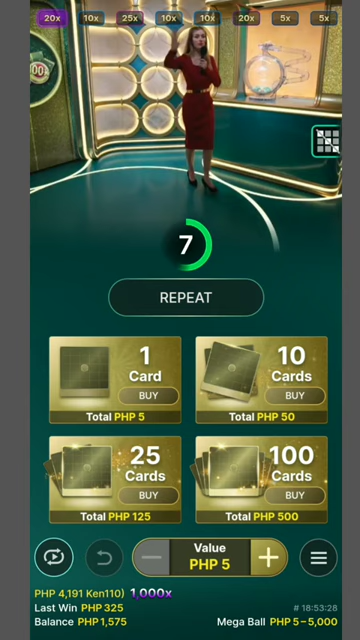 20x 10x 25x 10x 10x 20x 5x 5x
7
REPEAT
1 Card
BUY
Total PHP 5
10 Cards
BUY
Total PHP 50
25 Cards
BUY
Total PHP 125
100 Cards
BUY
Total PHP 500
Value
PHP 5
PHP 4,191 Ken110) 1,000x
# 18:53:28
Last Win PHP 325
Balance PHP 1,575
Mega Ball PHP 5–5,000